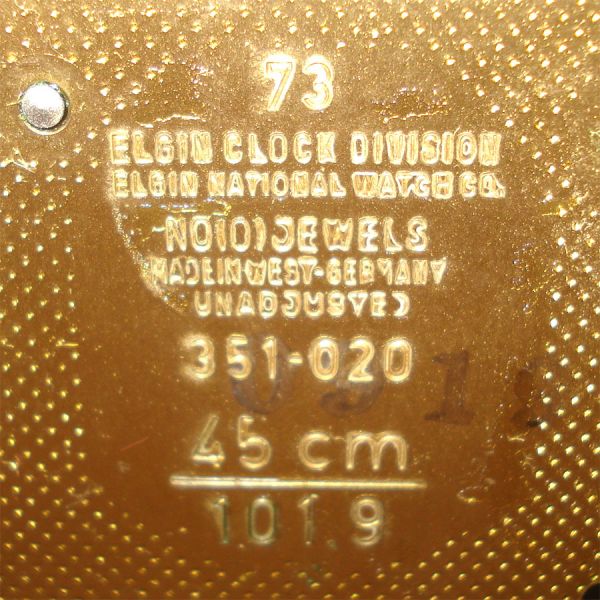 73
ELGIN CLOCK DIVISION
ELGIN NATIONAL WATCH CO.
NO(0) JEWELS
MADE IN WEST-GERMANY
UNADJUSTED
351-020
45 cm
101.9